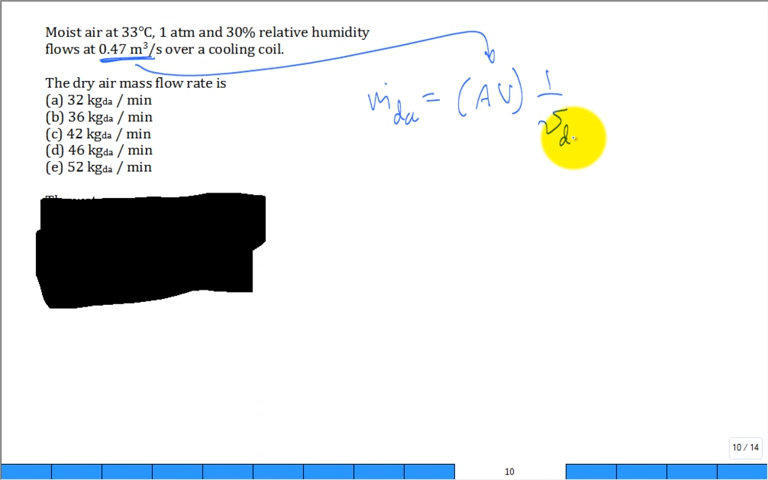 Moist air at 33°C, 1 atm and 30% relative humidity
flows at 0.47 m³/s over a cooling coil.
The dry air mass flow rate is
(a) 32 kgda / min
(b) 36 kgda / min
(c) 42 kgda / min
(d) 46 kgda / min
(e) 52 kgda / min
ṁda = (AV) 1/vd
10 / 14
10